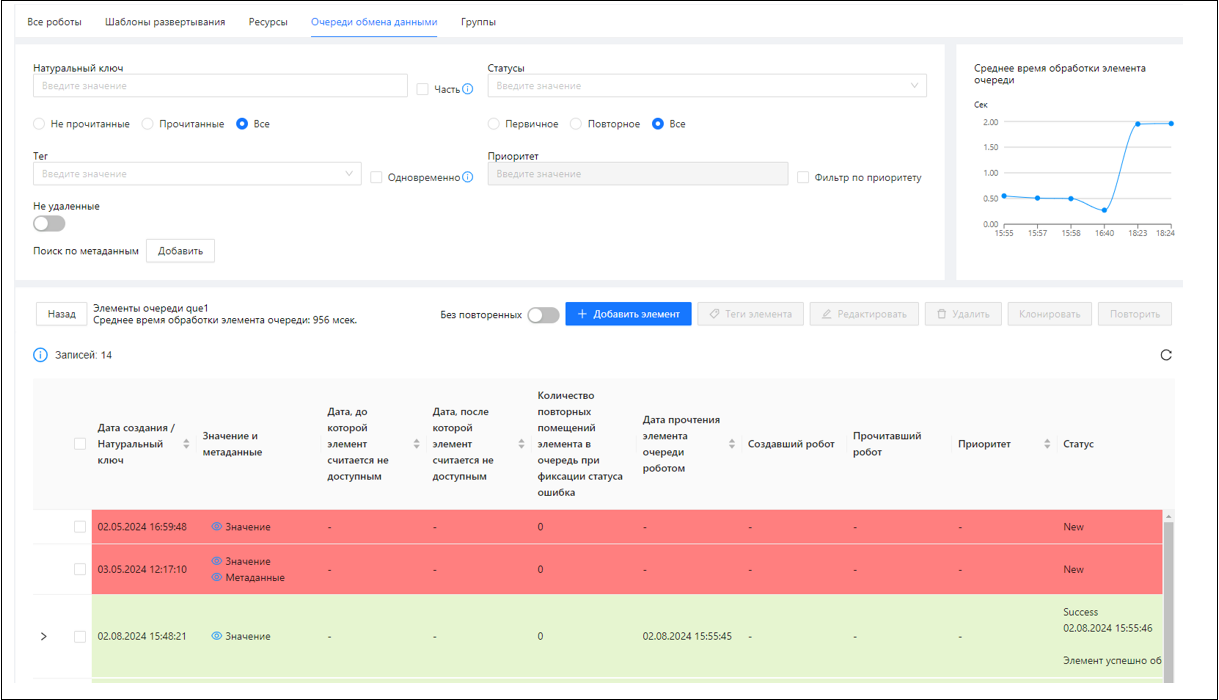 Все роботы Шаблоны развертывания Ресурсы Очереди обмена данными Группы
Натуральный ключ
Введите значение
Часть
Статусы
Введите значение
Не прочитанные Прочитанные Все
Первичное Повторное Все
Тег
Введите значение
Одновременно
Приоритет
Введите значение
Фильтр по приоритету
Не удаленные
Поиск по метаданным Добавить
Среднее время обработки элемента
очереди
Сек
2.00
1.50
1.00
0.50
0.00
15:55 15:57 15:58 16:40 18:23 18:24
Назад
Элементы очереди que1
Среднее время обработки элемента очереди: 956 мсек.
Без повторенных
+ Добавить элемент
Теги элемента
Редактировать
Удалить
Клонировать
Повторить
Записей: 14
Дата создания /
Натуральный
ключ
Значение и
метаданные
Дата, до
которой
элемент
считается не
доступным
Дата, после
которой
элемент
считается не
доступным
Количество
повторных
помещений
элемента в
очередь при
фиксации статуса
ошибка
Дата прочтения
элемента
очереди
роботом
Создавший робот
Прочитавший
робот
Приоритет
Статус
02.05.2024 16:59:48 Значение - - 0 - - - - New
03.05.2024 12:17:10 Значение
Метаданные
- - 0 - - - - New
02.08.2024 15:48:21 Значение - - 0 02.08.2024 15:55:45 - - -
Success
02.08.2024 15:55:46
Элемент успешно об